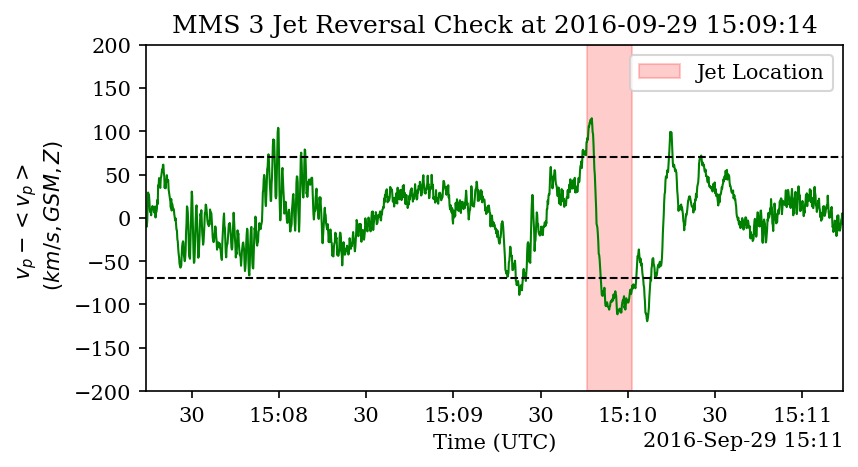 MMS 3 Jet Reversal Check at 2016-09-29 15:09:14
200
150
100
50
0
−50
−100
−150
−200
v_p − < v_p >
(km/s, GSM, Z)
Jet Location
30
15:08
30
15:09
30
15:10
30
15:11
Time (UTC)
2016-Sep-29 15:11